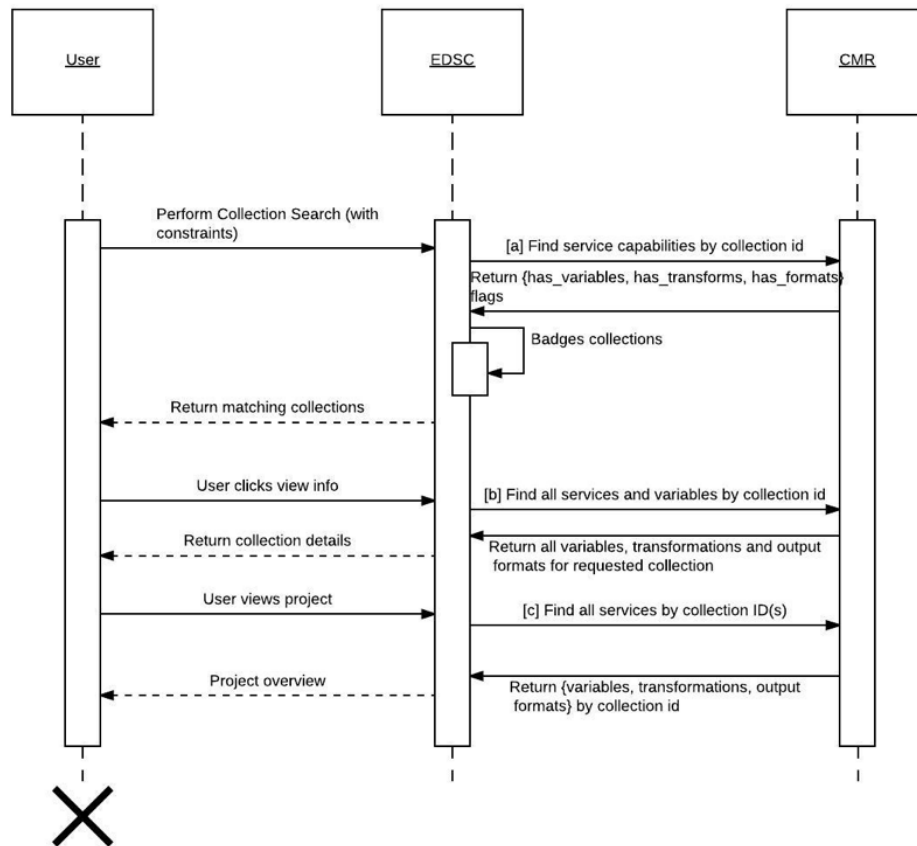 User
EDSC
CMR
Perform Collection Search (with
constraints)
[a] Find service capabilities by collection id
Return {has_variables, has_transforms, has_formats}
flags
Badges collections
Return matching collections
User clicks view info
[b] Find all services and variables by collection id
Return collection details
Return all variables, transformations and output
formats for requested collection
User views project
[c] Find all services by collection ID(s)
Project overview
Return {variables, transformations, output
formats} by collection id